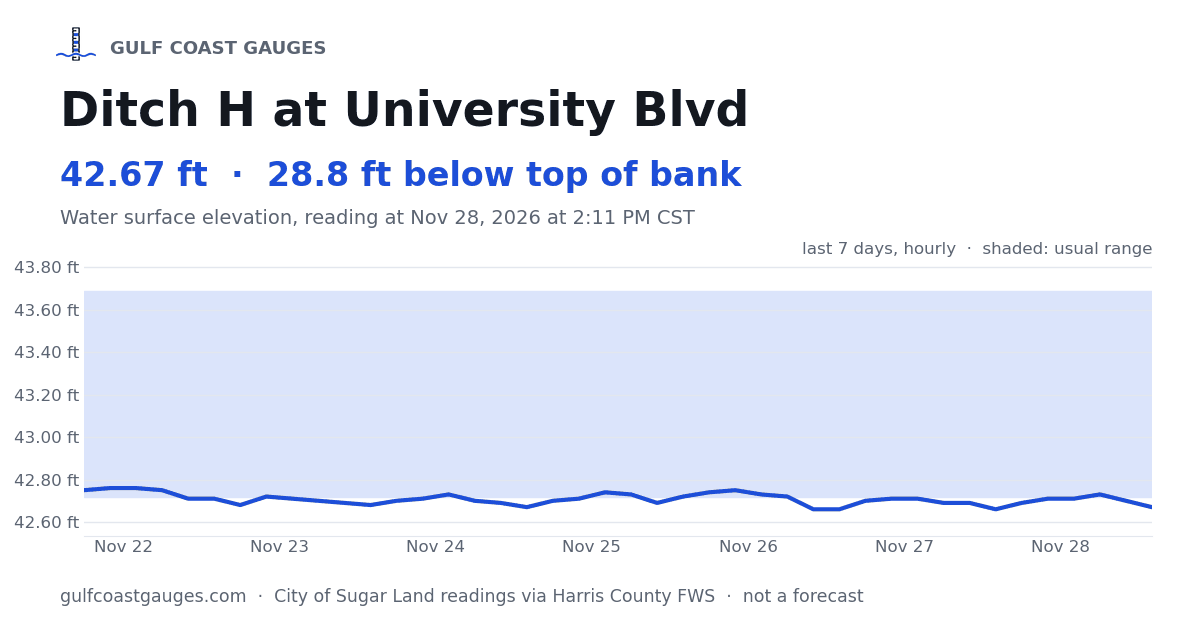 GULF COAST GAUGES
Ditch H at University Blvd
42.67 ft · 28.8 ft below top of bank
Water surface elevation, reading at Nov 28, 2026 at 2:11 PM CST
last 7 days, hourly · shaded: usual range
43.80 ft
43.60 ft
43.40 ft
43.20 ft
43.00 ft
42.80 ft
42.60 ft
Nov 22 Nov 23 Nov 24 Nov 25 Nov 26 Nov 27 Nov 28
gulfcoastgauges.com · City of Sugar Land readings via Harris County FWS · not a forecast